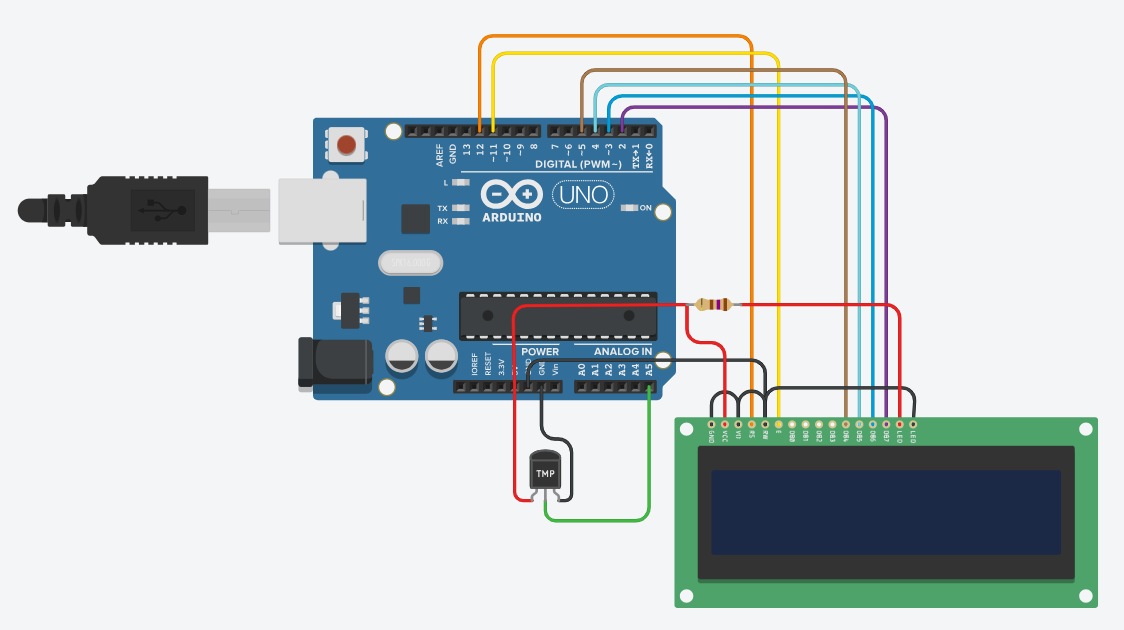 AREF
GND
13
12
~11
~10
~9
8
7
~6
~5
4
~3
2
TX→1
RX←0
DIGITAL (PWM~)
L
TX
RX
ARDUINO
UNO
ON
POWER
ANALOG IN
IOREF
RESET
3.3V
GND
Vin
A0
A1
A2
A3
A4
A5
TMP
GND
VCC
V0
RS
RW
E
DB0
DB1
DB2
DB3
DB4
DB5
DB6
DB7
LED
LED